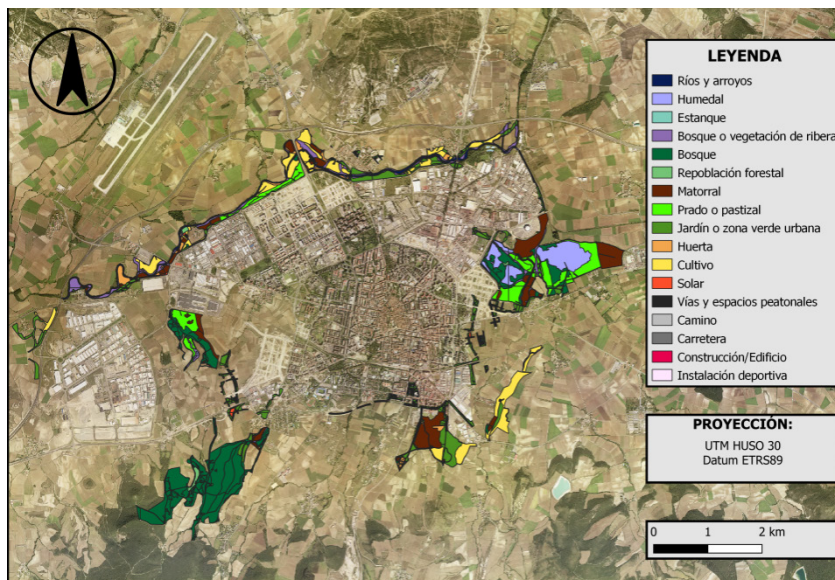 LEYENDA
Ríos y arroyos
Humedal
Estanque
Bosque o vegetación de ribera
Bosque
Repoblación forestal
Matorral
Prado o pastizal
Jardín o zona verde urbana
Huerta
Cultivo
Solar
Vías y espacios peatonales
Camino
Carretera
Construcción/Edificio
Instalación deportiva
PROYECCIÓN:
UTM HUSO 30
Datum ETRS89
0 1 2 km